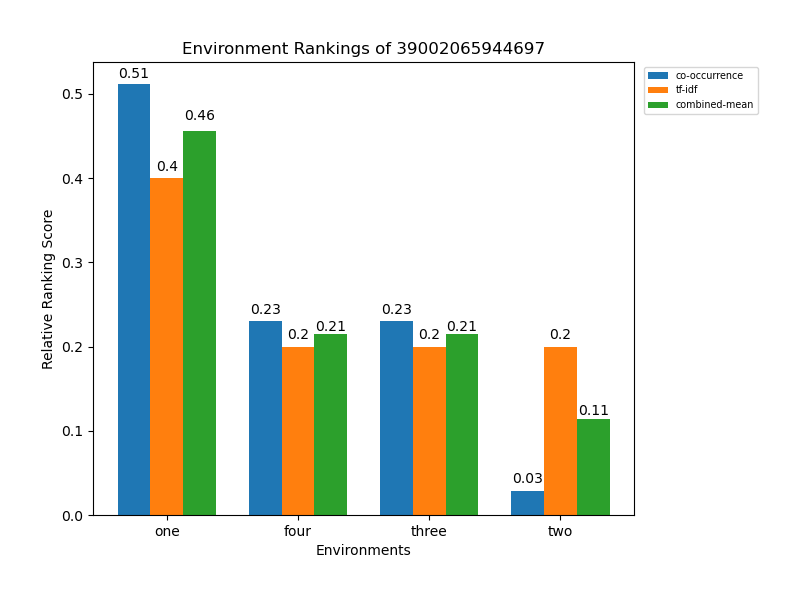 Environment Rankings of 39002065944697
co-occurrence
tf-idf
combined-mean
Relative Ranking Score
0.5
0.4
0.3
0.2
0.1
0.0
0.51
0.4
0.46
0.23
0.2
0.21
0.23
0.2
0.21
0.03
0.2
0.11
one four three two
Environments